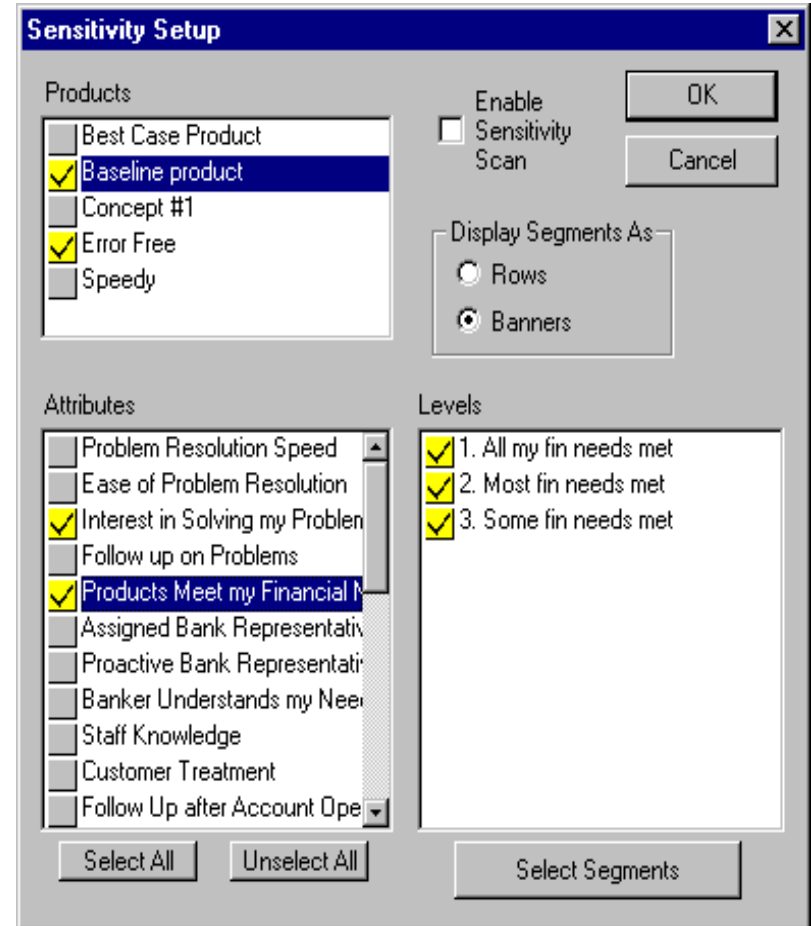 Sensitivity Setup
Products
Best Case Product
Baseline product
Concept #1
Error Free
Speedy
Enable
Sensitivity
Scan
OK
Cancel
Display Segments As
Rows
Banners
Attributes
Problem Resolution Speed
Ease of Problem Resolution
Interest in Solving my Problem
Follow up on Problems
Products Meet my Financial N
Assigned Bank Representativ
Proactive Bank Representati
Banker Understands my Need
Staff Knowledge
Customer Treatment
Follow Up after Account Ope
Select All
Unselect All
Levels
1. All my fin needs met
2. Most fin needs met
3. Some fin needs met
Select Segments